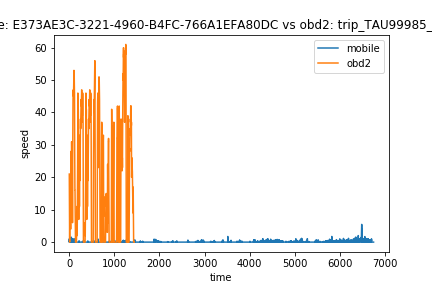 e: E373AE3C-3221-4960-B4FC-766A1EFA80DC vs obd2: trip_TAU99985_
mobile
obd2
60
50
40
30
20
10
0
speed
0 1000 2000 3000 4000 5000 6000 7000
time